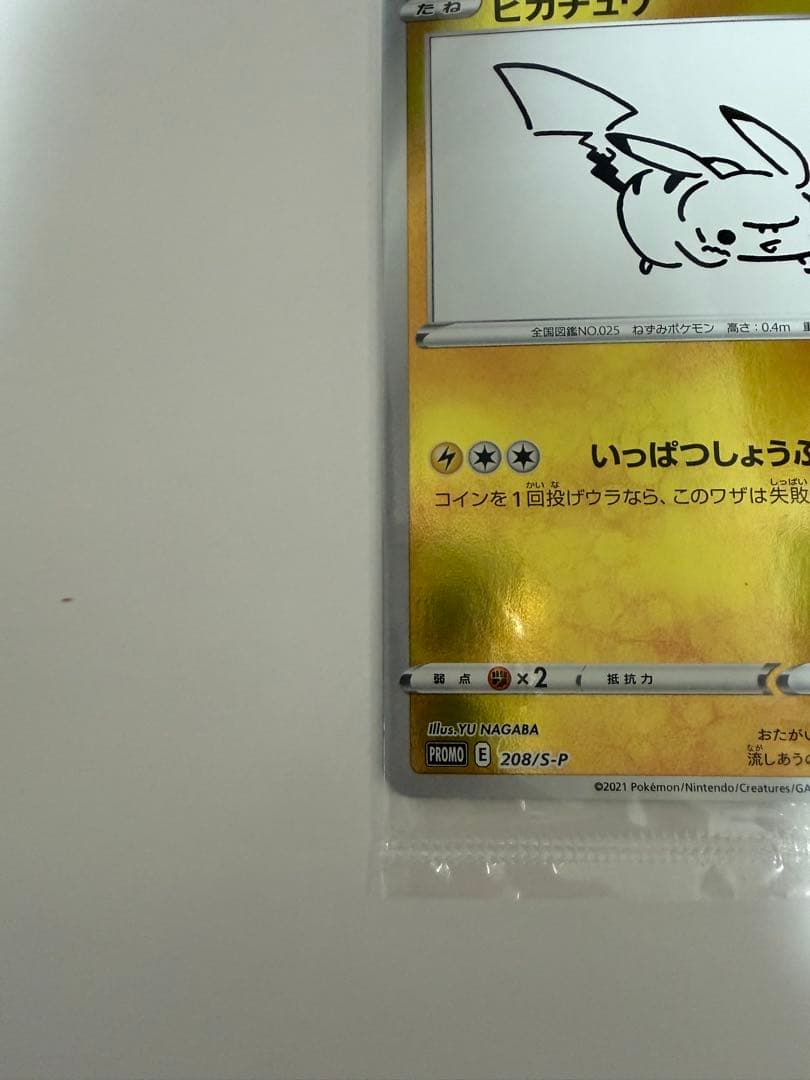 たね ピカチュウ
全国図鑑NO.025 ねずみポケモン 高さ：0.4m 重
いっぱつしょうぶ
コインを1回投げウラなら、このワザは失敗
弱点 ×2 抵抗力
Illus.YU NAGABA
おたがい
PROMO E 208/S-P
流しあうの
©2021 Pokémon/Nintendo/Creatures/GA